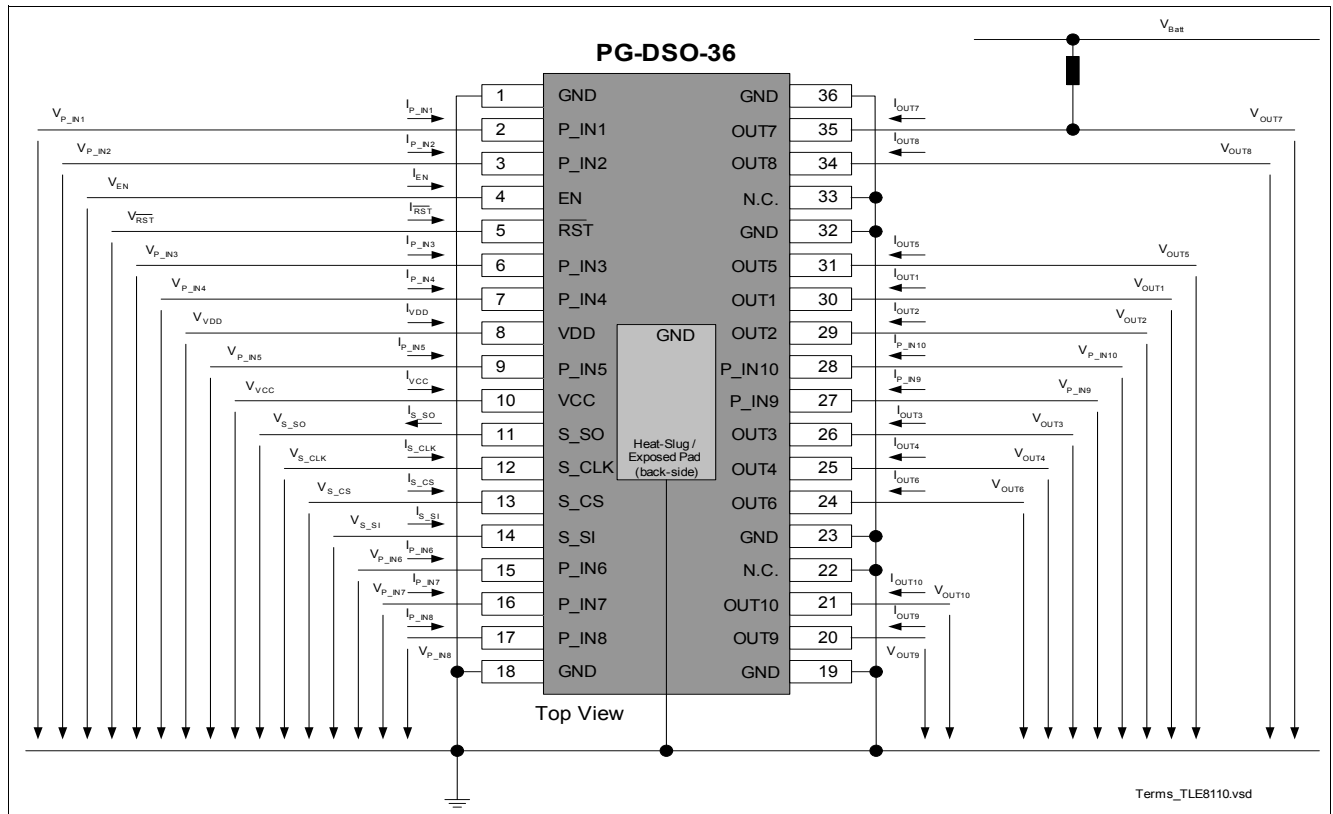 V_Batt
PG-DSO-36
1 GND GND 36
I_P_IN1 I_OUT7
V_P_IN1 V_OUT7
2 P_IN1 OUT7 35
I_P_IN2 I_OUT8
V_P_IN2 V_OUT8
3 P_IN2 OUT8 34
I_EN
V_EN
4 EN N.C. 33
I_R̅S̅T̅
V_R̅S̅T̅
5 R̅S̅T̅ GND 32
I_P_IN3 I_OUT5
V_P_IN3 V_OUT5
6 P_IN3 OUT5 31
I_P_IN4 I_OUT1
V_P_IN4 V_OUT1
7 P_IN4 OUT1 30
I_VDD I_OUT2
V_VDD V_OUT2
8 VDD GND OUT2 29
I_P_IN5 I_P_IN10
V_P_IN5 V_P_IN10
9 P_IN5 P_IN10 28
I_VCC I_P_IN9
V_VCC V_P_IN9
10 VCC P_IN9 27
I_S_SO I_OUT3
V_S_SO V_OUT3
11 S_SO OUT3 26
Heat-Slug /
Exposed Pad
(back-side)
I_S_CLK I_OUT4
V_S_CLK V_OUT4
12 S_CLK OUT4 25
I_S_CS I_OUT6
V_S_CS V_OUT6
13 S_CS OUT6 24
I_S_SI
V_S_SI
14 S_SI GND 23
I_P_IN6
V_P_IN6
15 P_IN6 N.C. 22
I_P_IN7 I_OUT10
V_P_IN7 V_OUT10
16 P_IN7 OUT10 21
I_P_IN8 I_OUT9
17 P_IN8 OUT9 20
V_P_IN8 V_OUT9
18 GND GND 19
Top View
Terms_TLE8110.vsd